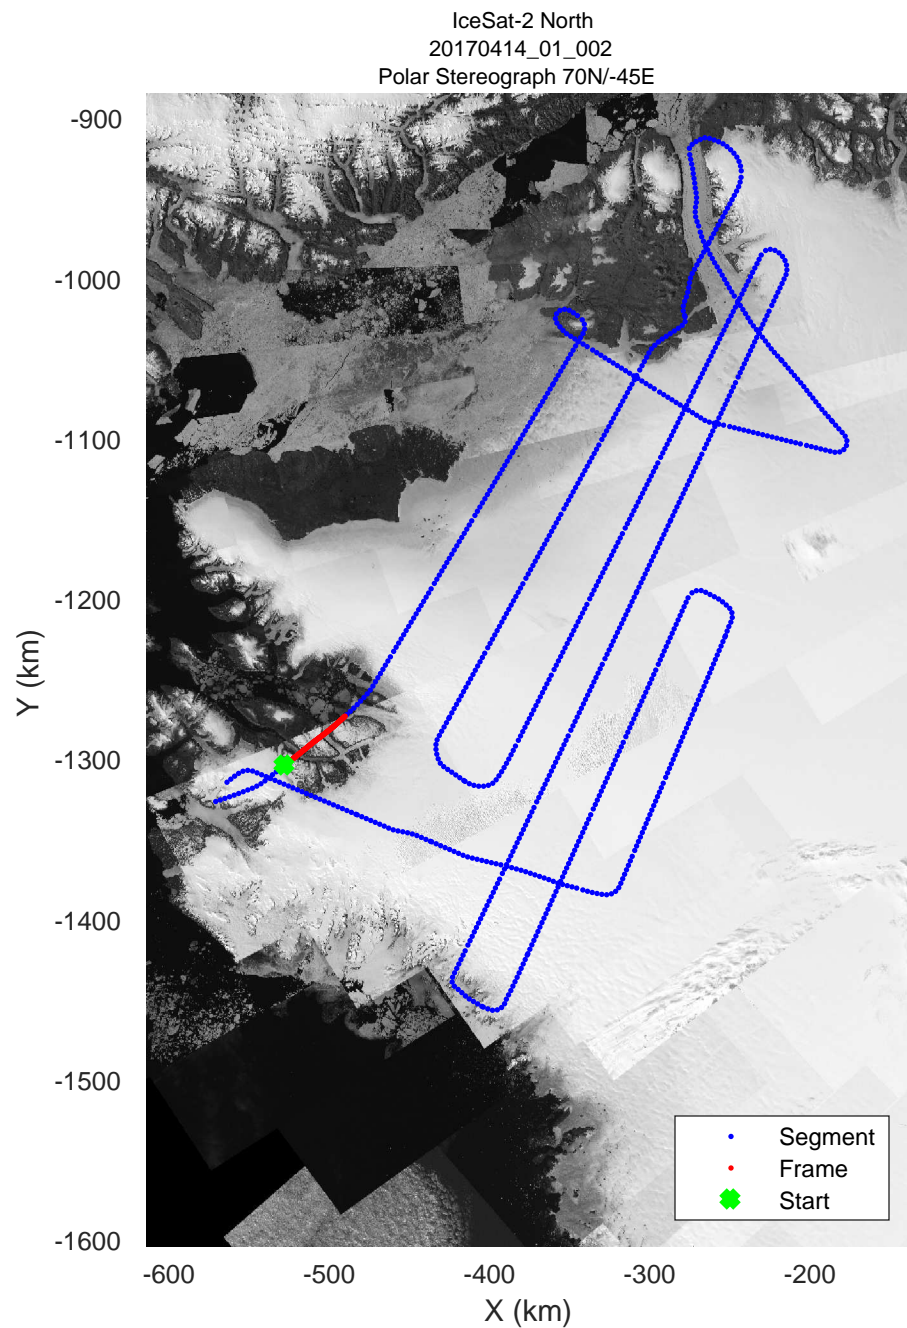 IceSat-2 North
20170414_01_002
Polar Stereograph 70N/-45E
-900
-1000
-1100
-1200
-1300
-1400
-1500
-1600
Y (km)
Segment
Frame
Start
-600 -500 -400 -300 -200
X (km)